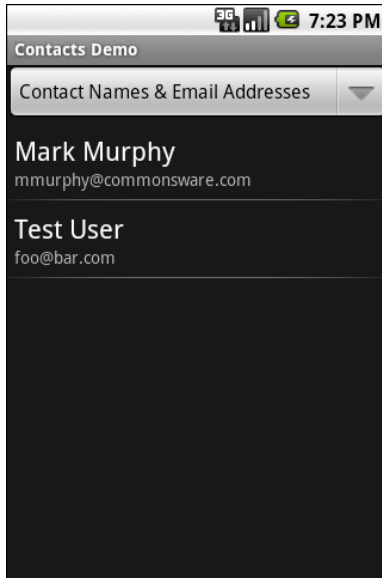 3G 7:23 PM
Contacts Demo
Contact Names & Email Addresses
Mark Murphy
mmurphy@commonsware.com
Test User
foo@bar.com